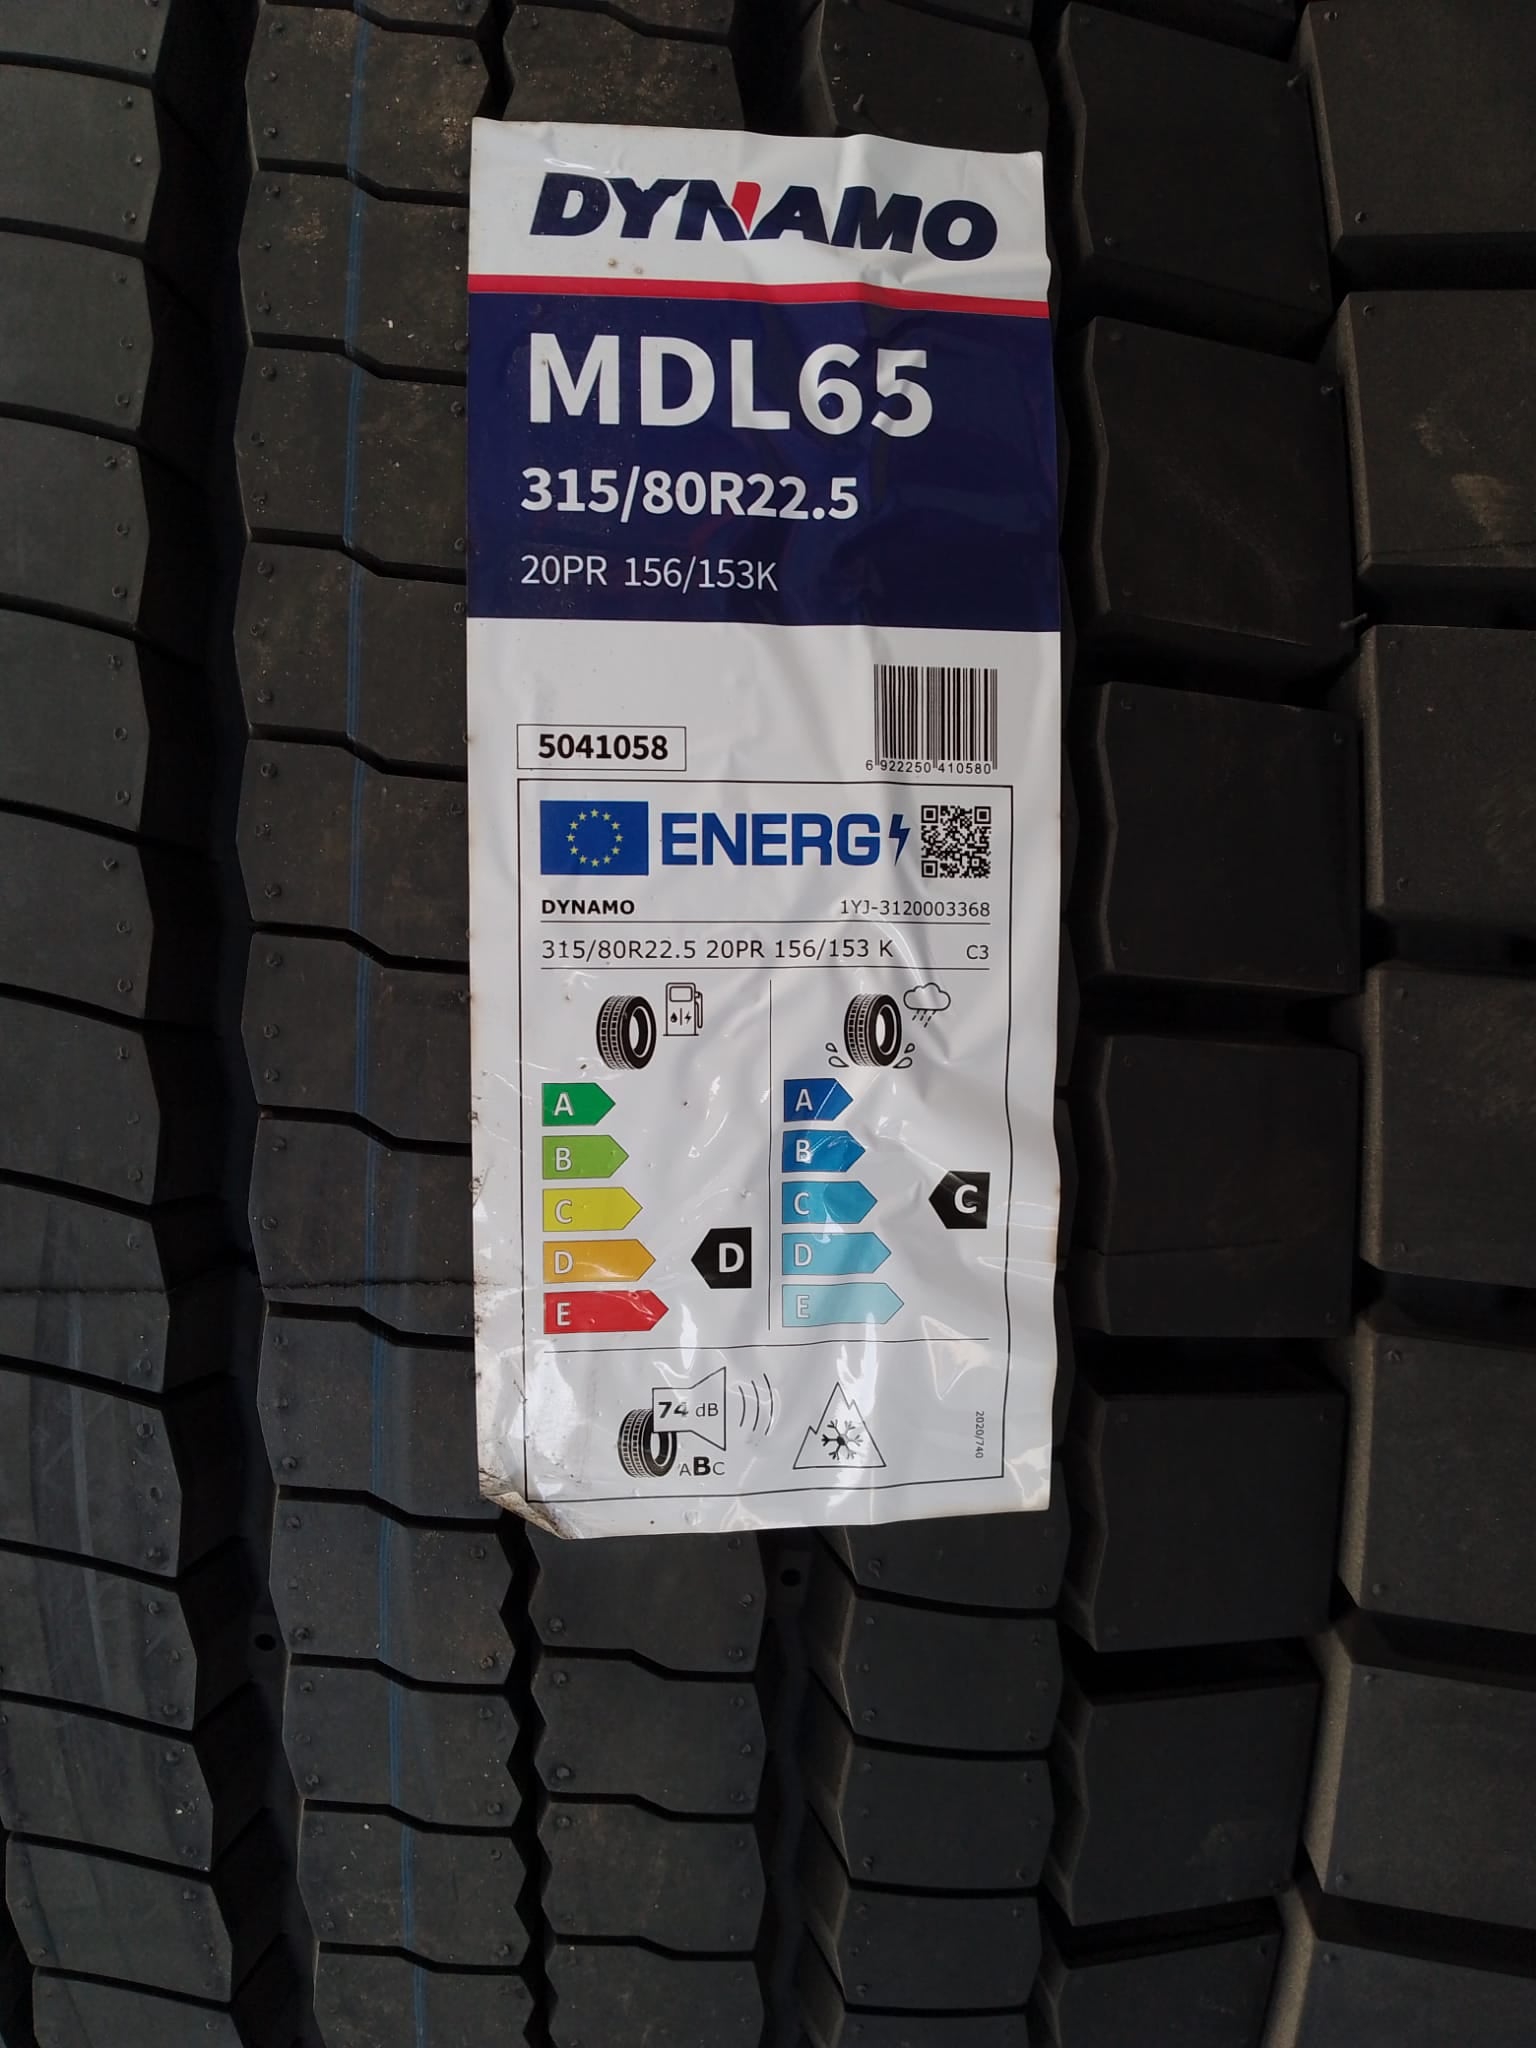 DYNAMO
MDL65
315/80R22.5
20PR 156/153K
5041058
6 922250 410580
ENERG
DYNAMO 1YJ-3120003368
315/80R22.5 20PR 156/153 K C3
A
B
C
D
E
D
A
B
C
D
E
C
74 dB
ABC
2020/740